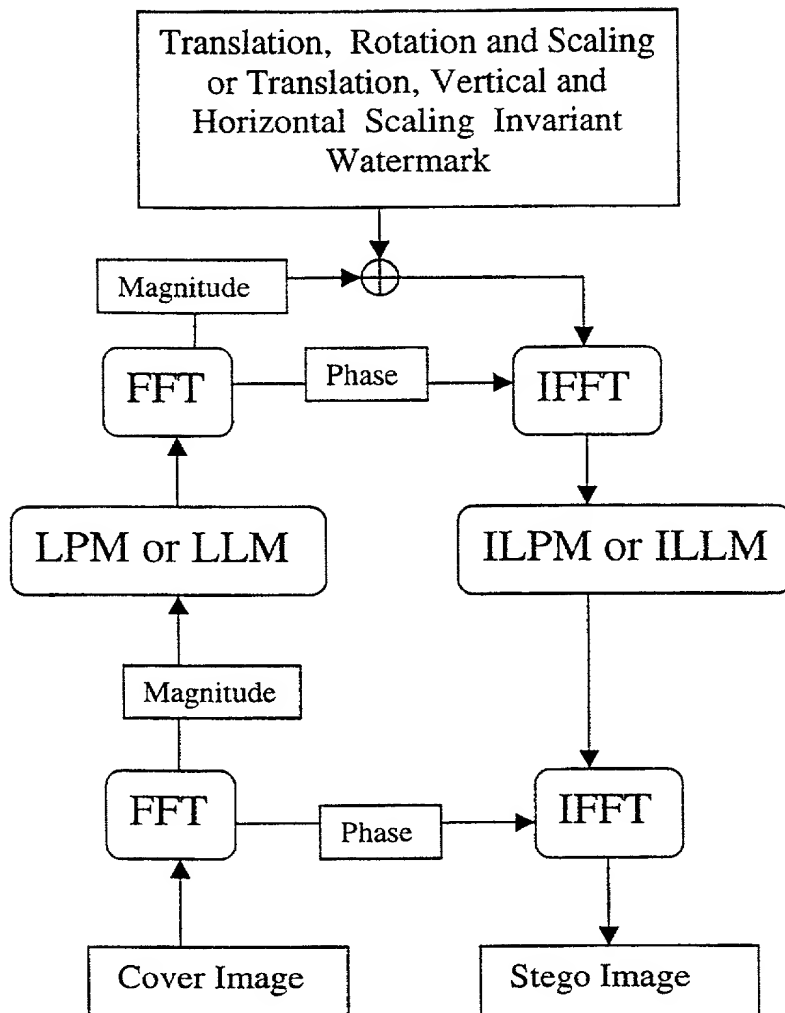 Translation, Rotation and Scaling
or Translation, Vertical and
Horizontal Scaling Invariant
Watermark
Magnitude
FFT
Phase
IFFT
LPM or LLM
ILPM or ILLM
Magnitude
FFT
Phase
IFFT
Cover Image
Stego Image